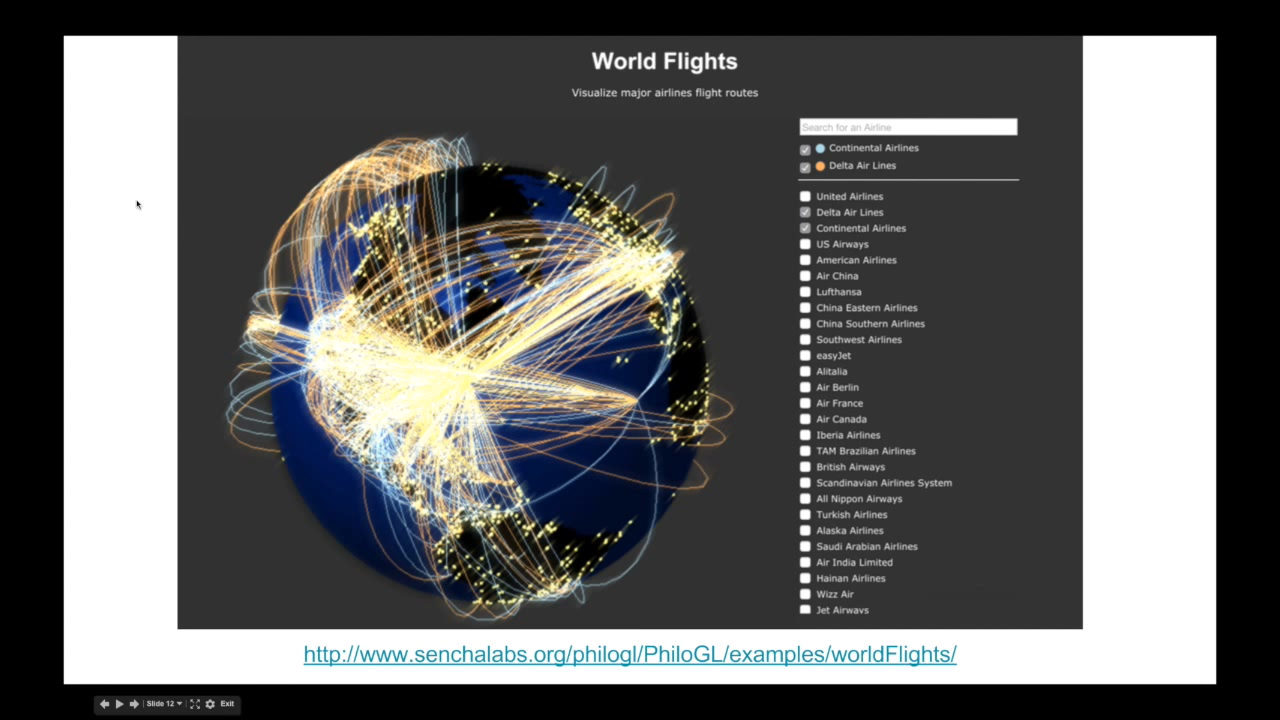 World Flights
Visualize major airlines flight routes
Search for an Airline
Continental Airlines
Delta Air Lines
United Airlines
Delta Air Lines
Continental Airlines
US Airways
American Airlines
Air China
Lufthansa
China Eastern Airlines
China Southern Airlines
Southwest Airlines
easyJet
Alitalia
Air Berlin
Air France
Air Canada
Iberia Airlines
TAM Brazilian Airlines
British Airways
Scandinavian Airlines System
All Nippon Airways
Turkish Airlines
Alaska Airlines
Saudi Arabian Airlines
Air India Limited
Hainan Airlines
Wizz Air
Jet Airways
http://www.senchalabs.org/philogl/PhiloGL/examples/worldFlights/
Slide 12 Exit